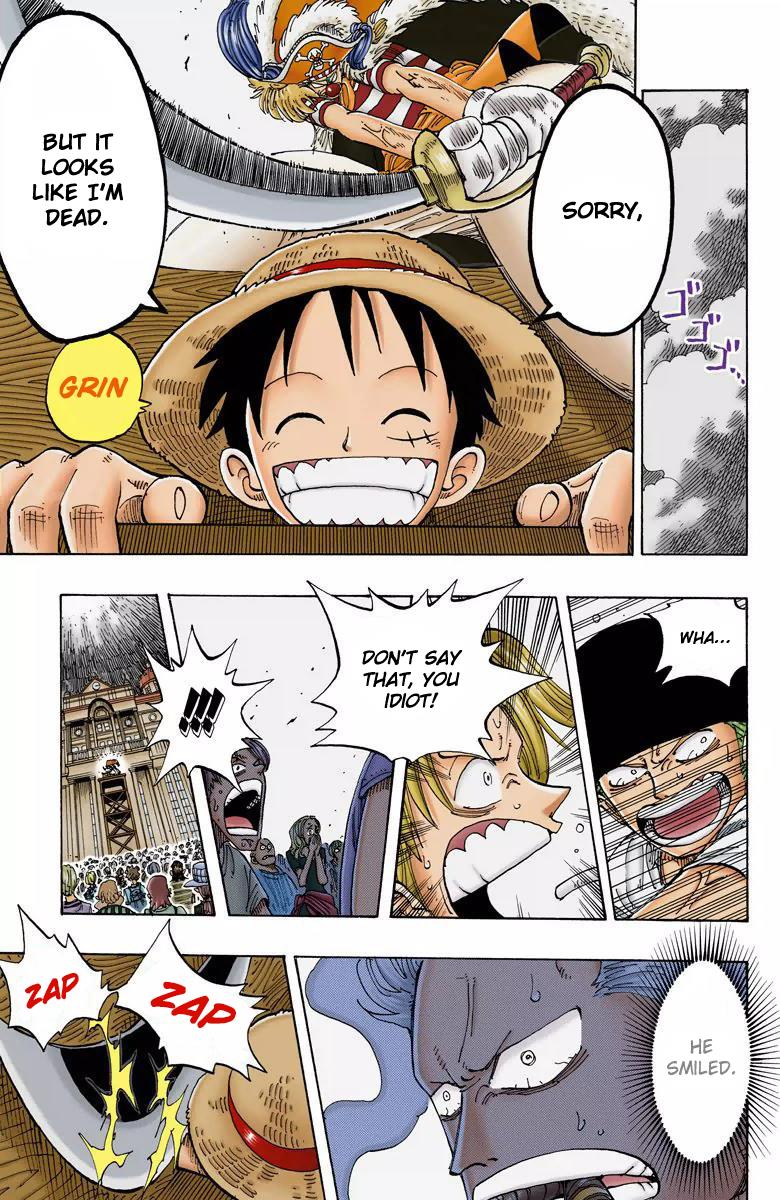 SORRY,
BUT IT
LOOKS
LIKE I'M
DEAD.
GRIN
ゴ
ゴ
ゴ...
WHA...
DON'T SAY
THAT, YOU
IDIOT!
!!!
HE
SMILED.
ZAP
ZAP